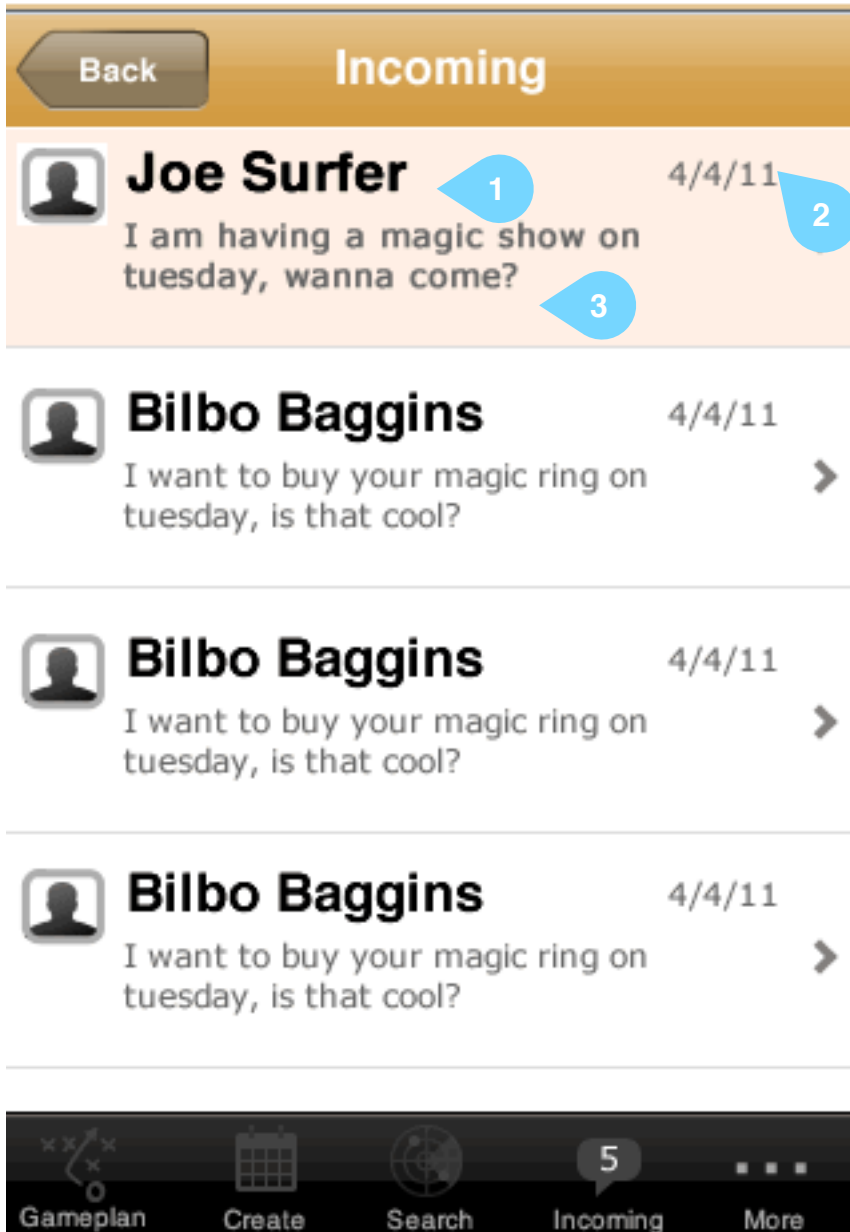 Back
Incoming
Joe Surfer
1
4/4/11
2
I am having a magic show on
tuesday, wanna come?
3
Bilbo Baggins
4/4/11
I want to buy your magic ring on
tuesday, is that cool?
Bilbo Baggins
4/4/11
I want to buy your magic ring on
tuesday, is that cool?
Bilbo Baggins
4/4/11
I want to buy your magic ring on
tuesday, is that cool?
5
Gameplan
Create
Search
Incoming
More